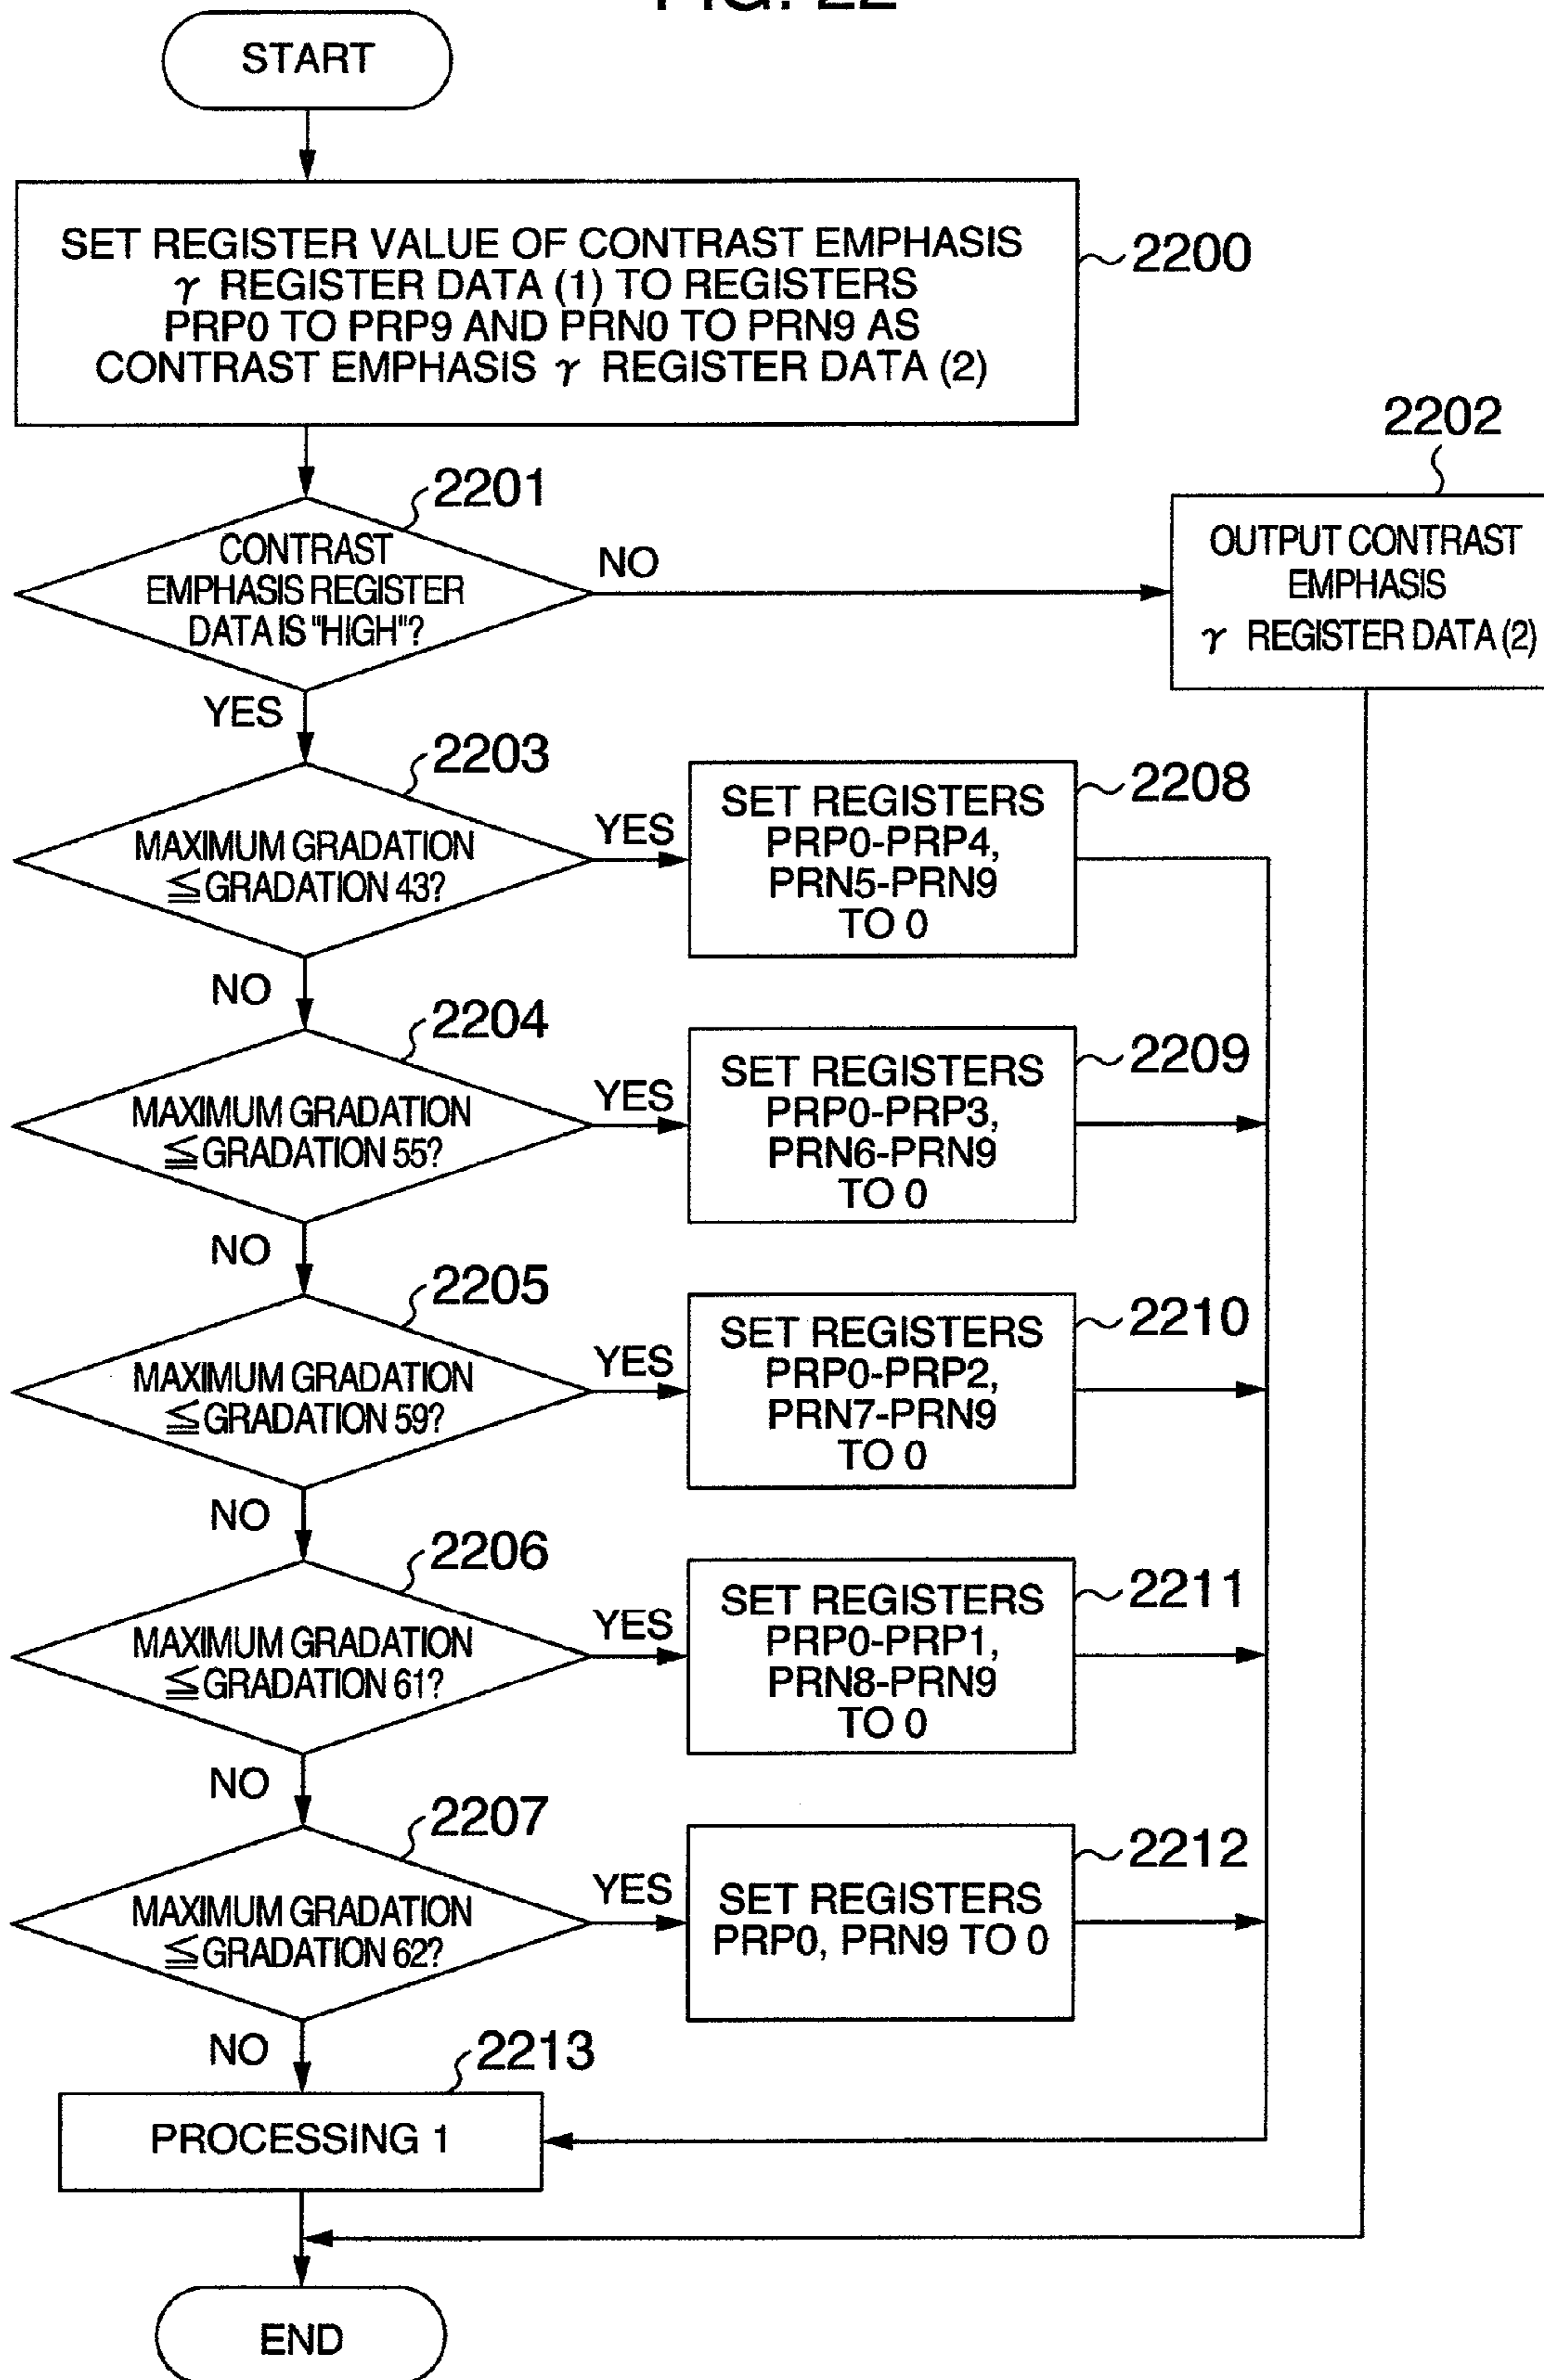 FIG. 22
START
SET REGISTER VALUE OF CONTRAST EMPHASIS
γ REGISTER DATA (1) TO REGISTERS
PRP0 TO PRP9 AND PRN0 TO PRN9 AS
CONTRAST EMPHASIS γ REGISTER DATA (2)
2200
2201
CONTRAST
EMPHASIS REGISTER
DATA IS "HIGH"?
NO
YES
2202
OUTPUT CONTRAST
EMPHASIS
γ REGISTER DATA (2)
2203
MAXIMUM GRADATION
≦GRADATION 43?
YES
NO
2208
SET REGISTERS
PRP0-PRP4,
PRN5-PRN9
TO 0
2204
MAXIMUM GRADATION
≦GRADATION 55?
YES
NO
2209
SET REGISTERS
PRP0-PRP3,
PRN6-PRN9
TO 0
2205
MAXIMUM GRADATION
≦GRADATION 59?
YES
NO
2210
SET REGISTERS
PRP0-PRP2,
PRN7-PRN9
TO 0
2206
MAXIMUM GRADATION
≦GRADATION 61?
YES
NO
2211
SET REGISTERS
PRP0-PRP1,
PRN8-PRN9
TO 0
2207
MAXIMUM GRADATION
≦GRADATION 62?
YES
NO
2212
SET REGISTERS
PRP0, PRN9 TO 0
2213
PROCESSING 1
END